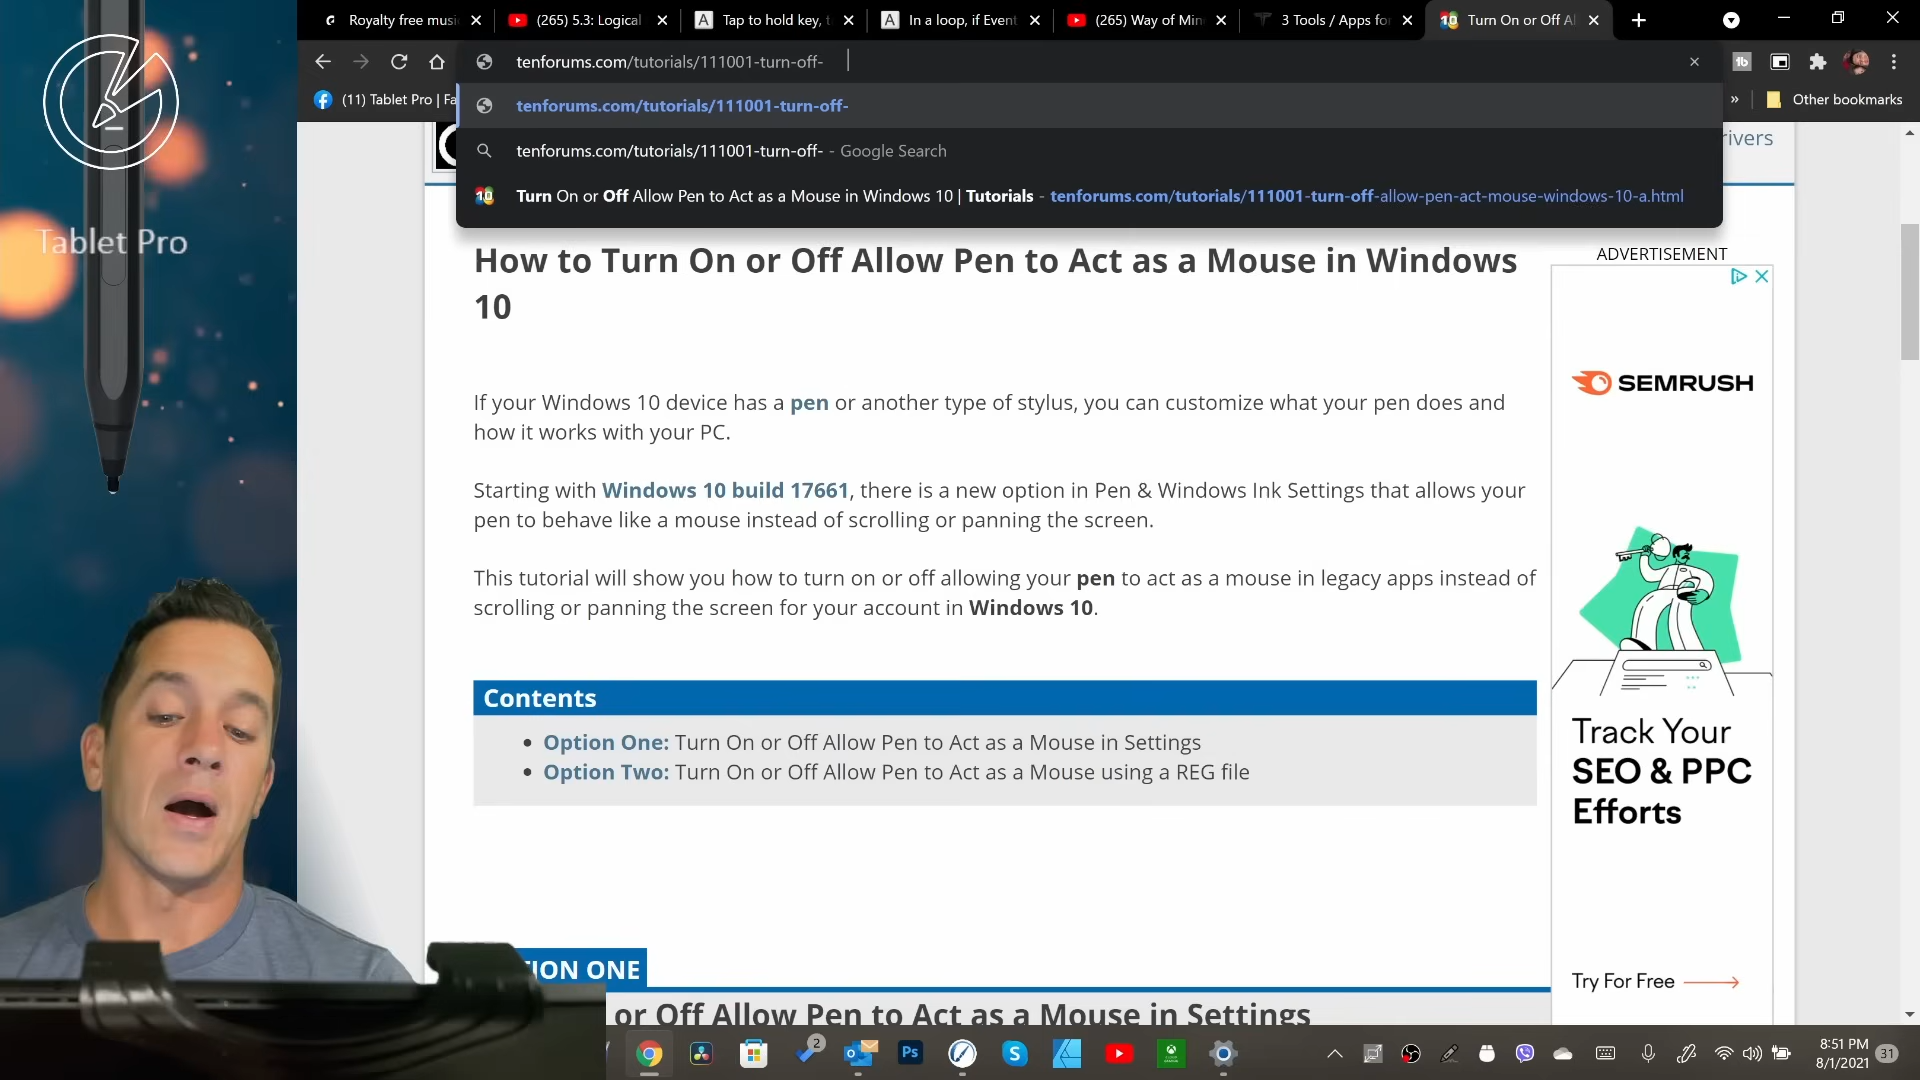 Royalty free musi
(265) 5.3: Logical
Tap to hold key, t
In a loop, if Event
(265) Way of Min
3 Tools / Apps fo
Turn On or Off Al
tenforums.com/tutorials/111001-turn-off-
(11) Tablet Pro | Fa
Other bookmarks
tenforums.com/tutorials/111001-turn-off-
tenforums.com/tutorials/111001-turn-off- - Google Search
Turn On or Off Allow Pen to Act as a Mouse in Windows 10 | Tutorials - tenforums.com/tutorials/111001-turn-off-allow-pen-act-mouse-windows-10-a.html
rivers
Tablet Pro
How to Turn On or Off Allow Pen to Act as a Mouse in Windows
10
If your Windows 10 device has a pen or another type of stylus, you can customize what your pen does and
how it works with your PC.
Starting with Windows 10 build 17661, there is a new option in Pen & Windows Ink Settings that allows your
pen to behave like a mouse instead of scrolling or panning the screen.
This tutorial will show you how to turn on or off allowing your pen to act as a mouse in legacy apps instead of
scrolling or panning the screen for your account in Windows 10.
Contents
Option One: Turn On or Off Allow Pen to Act as a Mouse in Settings
Option Two: Turn On or Off Allow Pen to Act as a Mouse using a REG file
ION ONE
or Off Allow Pen to Act as a Mouse in Settings
ADVERTISEMENT
SEMRUSH
Track Your
SEO & PPC
Efforts
Try For Free
2
Ps
8:51 PM
8/1/2021
31